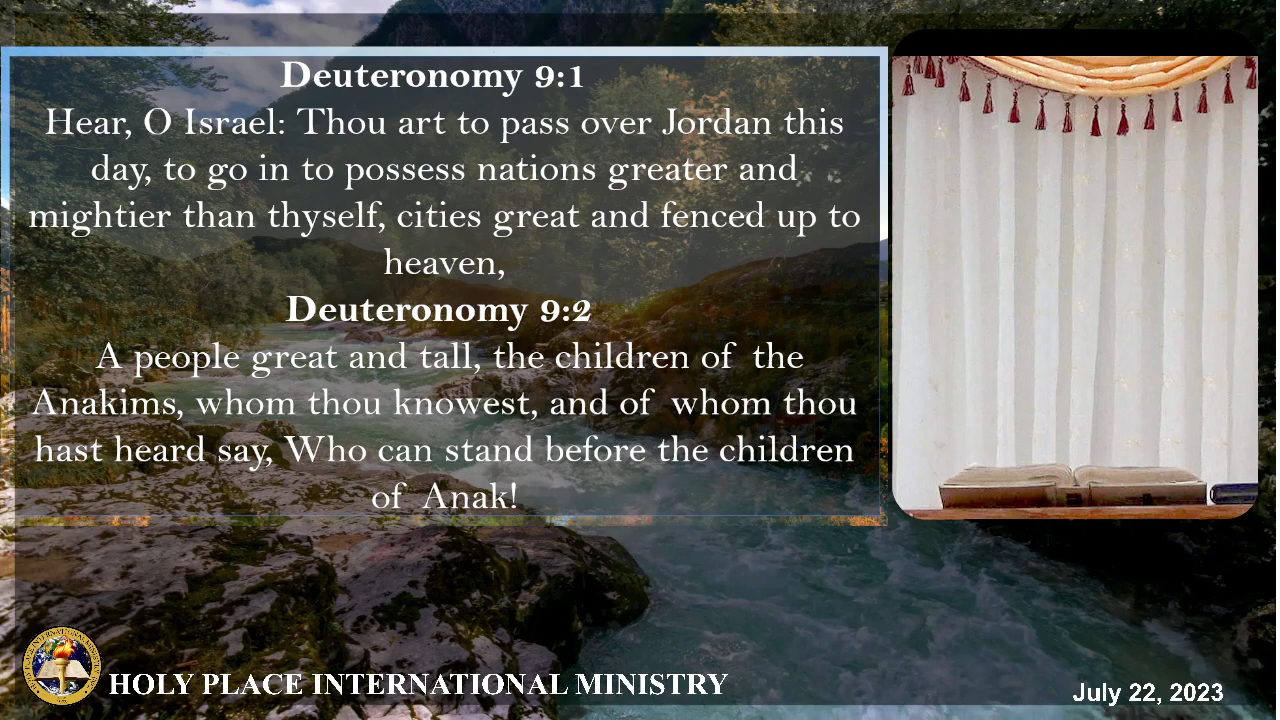 Deuteronomy 9:1
Hear, O Israel: Thou art to pass over Jordan this
day, to go in to possess nations greater and
mightier than thyself, cities great and fenced up to
heaven,
Deuteronomy 9:2
A people great and tall, the children of the
Anakims, whom thou knowest, and of whom thou
hast heard say, Who can stand before the children
of Anak!
HOLY PLACE INTERNATIONAL MINISTRY
July 22, 2023